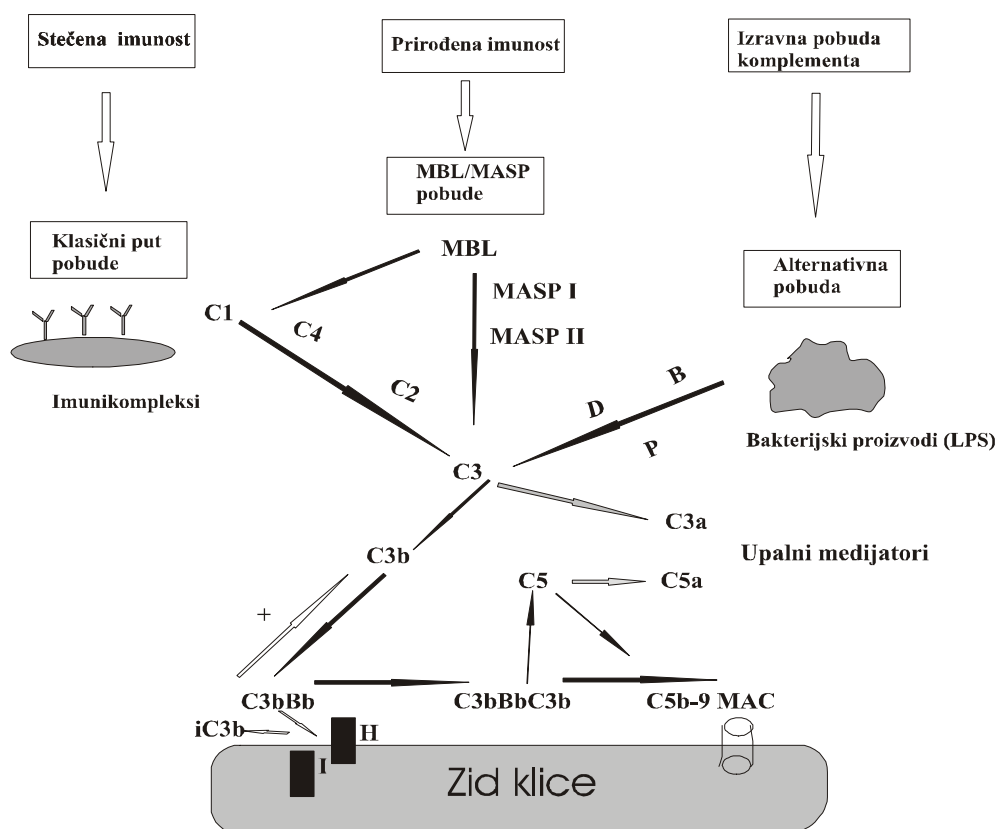 Stečena imunost
Prirođena imunost
Izravna pobuda
komplementa
MBL/MASP
pobude
Klasični put
pobude
Alternativna
pobuda
MBL
MASP I
MASP II
C1
C4
C2
B
D
P
Imunikompleksi
Bakterijski proizvodi (LPS)
C3
C3a
Upalni medijatori
C3b
C5
C5a
+
C3bBb
C3bBbC3b
C5b-9 MAC
iC3b
H
I
Zid klice